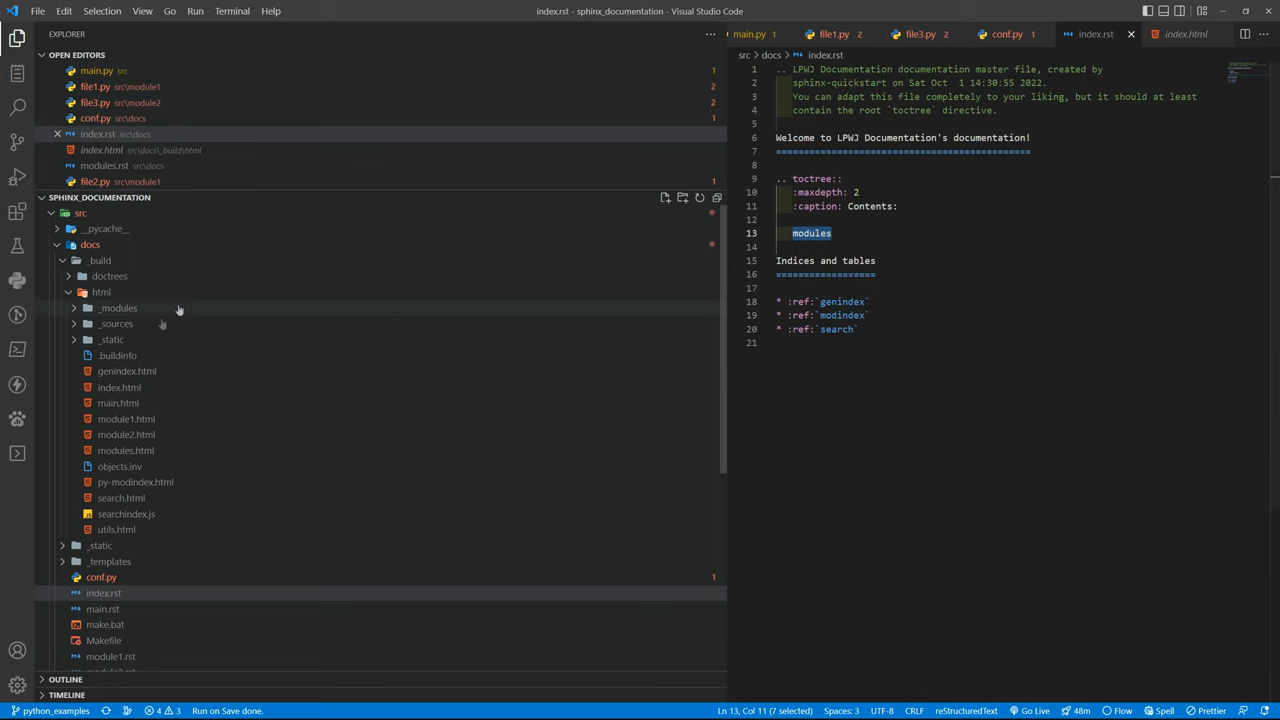 File Edit Selection View Go Run Terminal Help
index.rst - sphinx_documentation - Visual Studio Code
EXPLORER
OPEN EDITORS
main.py src 1
file1.py src\module1 2
file3.py src\module2 2
conf.py src\docs 1
index.rst src\docs
index.html src\docs\_build\html
modules.rst src\docs
file2.py src\module1 1
SPHINX_DOCUMENTATION
src
__pycache__
docs
_build
doctrees
html
_modules
_sources
_static
.buildinfo
genindex.html
index.html
main.html
module1.html
module2.html
modules.html
objects.inv
py-modindex.html
search.html
searchindex.js
utils.html
_static
_templates
conf.py 1
index.rst
main.rst
make.bat
Makefile
module1.rst
OUTLINE
TIMELINE
main.py 1 file1.py 2 file3.py 2 conf.py 1 index.rst index.html
src > docs > index.rst
1 .. LPWJ Documentation documentation master file, created by
2 sphinx-quickstart on Sat Oct 1 14:30:55 2022.
3 You can adapt this file completely to your liking, but it should at least
4 contain the root `toctree` directive.
5
6 Welcome to LPWJ Documentation's documentation!
7 ==============================================
8
9 .. toctree::
10 :maxdepth: 2
11 :caption: Contents:
12
13 modules
14
15 Indices and tables
16 ==================
17
18 * :ref:`genindex`
19 * :ref:`modindex`
20 * :ref:`search`
21
python_examples 4 3 Run on Save done. Ln 13, Col 11 (7 selected) Spaces: 3 UTF-8 CRLF reStructuredText Go Live 48m Flow Spell Prettier